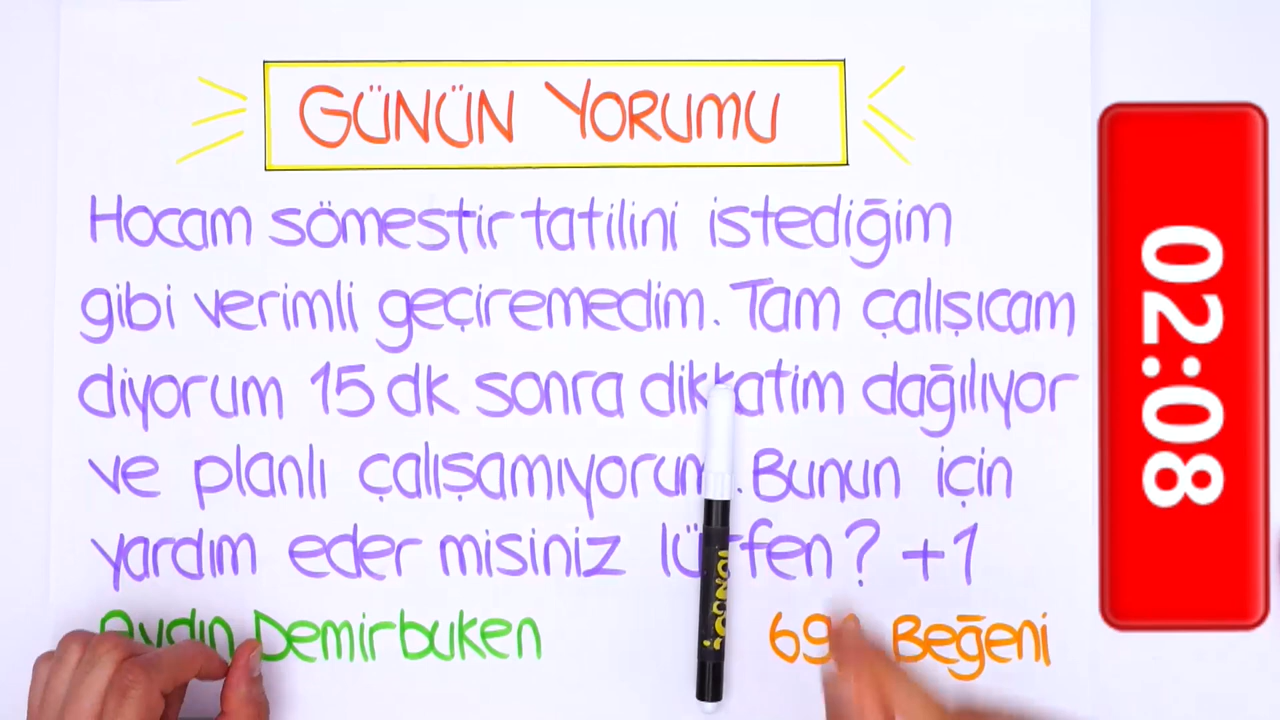 GÜNÜN YORUMU
Hocam sömestir tatilini istediğim
gibi verimli geçiremedim. Tam çalışıcam
diyorum 15 dk sonra dikkatim dağılıyor
ve planlı çalışamıyorum. Bunun için
yardım eder misiniz lütfen? +1
Aydın Demirbuken
Beğeni
02:08